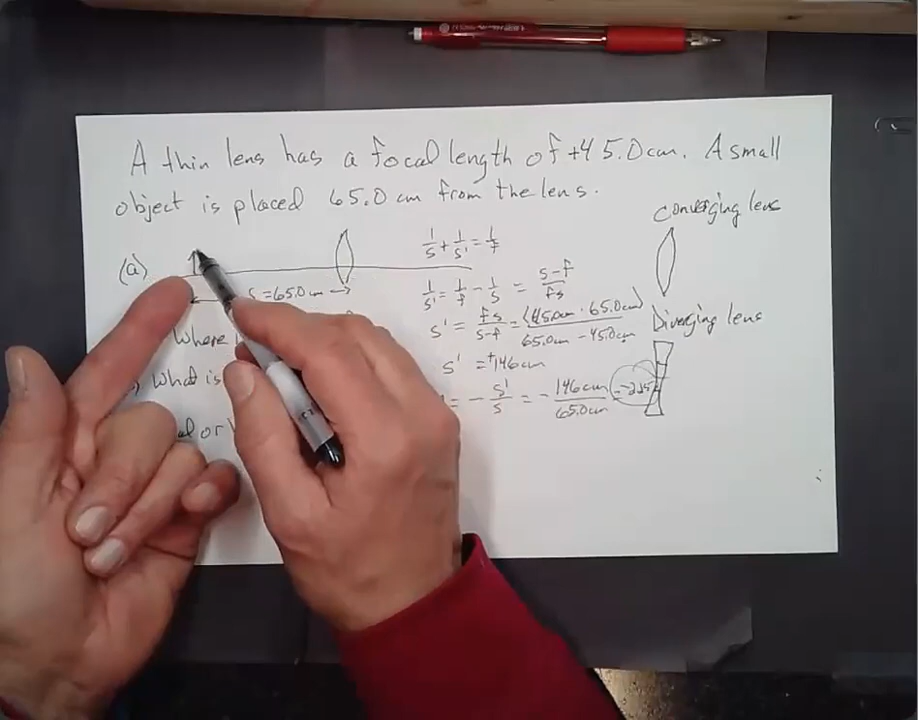 A thin lens has a focal length of +45.0cm. A small
object is placed 65.0 cm from the lens.
Converging lens
(a)
s = 65.0cm
1/s + 1/s' = 1/f
1/s' = 1/f - 1/s = s-f/fs
s' = fs/s-f = (45.0cm · 65.0cm)/65.0cm - 45.0cm
Diverging lens
Where
s' = +146cm
What is
= - s'/s = - 146cm/65.0cm =
or